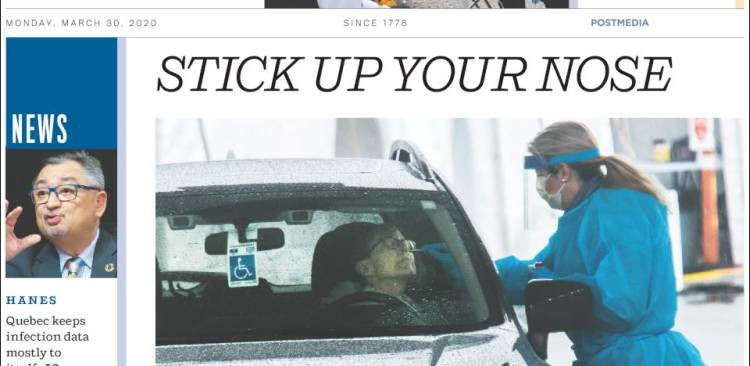 MONDAY, MARCH 30, 2020 SINCE 1778 POSTMEDIA
STICK UP YOUR NOSE
NEWS
HANES
Quebec keeps
infection data
mostly to